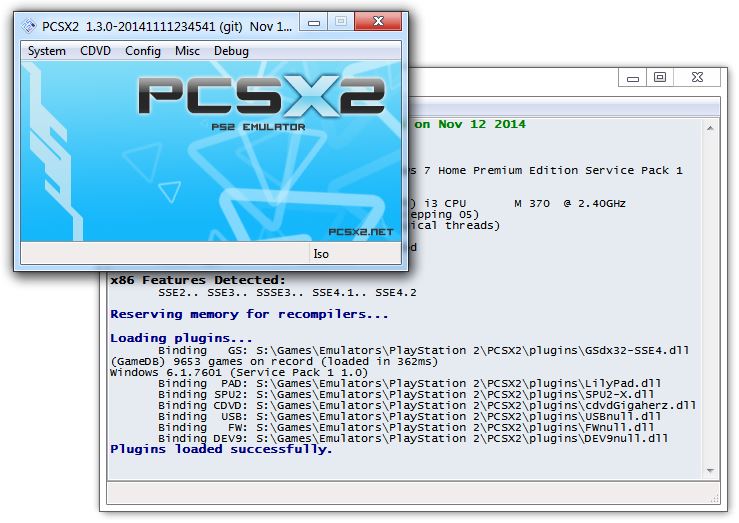 PCSX2 1.3.0-20141111234541 (git) Nov 1...
System CDVD Config Misc Debug
PCSX2
PS2 EMULATOR
PCSX2.NET
Iso
on Nov 12 2014
s 7 Home Premium Edition Service Pack 1
) i3 CPU M 370 @ 2.40GHz
epping 05)
ical threads)
d
x86 Features Detected:
SSE2.. SSE3.. SSSE3.. SSE4.1.. SSE4.2
Reserving memory for recompilers...
Loading plugins...
Binding GS: S:\Games\Emulators\PlayStation 2\PCSX2\plugins\GSdx32-SSE4.dll
(GameDB) 9653 games on record (loaded in 362ms)
Windows 6.1.7601 (Service Pack 1 1.0)
Binding PAD: S:\Games\Emulators\PlayStation 2\PCSX2\plugins\LilyPad.dll
Binding SPU2: S:\Games\Emulators\PlayStation 2\PCSX2\plugins\SPU2-X.dll
Binding CDVD: S:\Games\Emulators\PlayStation 2\PCSX2\plugins\cdvdGigaherz.dll
Binding USB: S:\Games\Emulators\PlayStation 2\PCSX2\plugins\USBnull.dll
Binding FW: S:\Games\Emulators\PlayStation 2\PCSX2\plugins\FWnull.dll
Binding DEV9: S:\Games\Emulators\PlayStation 2\PCSX2\plugins\DEV9null.dll
Plugins loaded successfully.